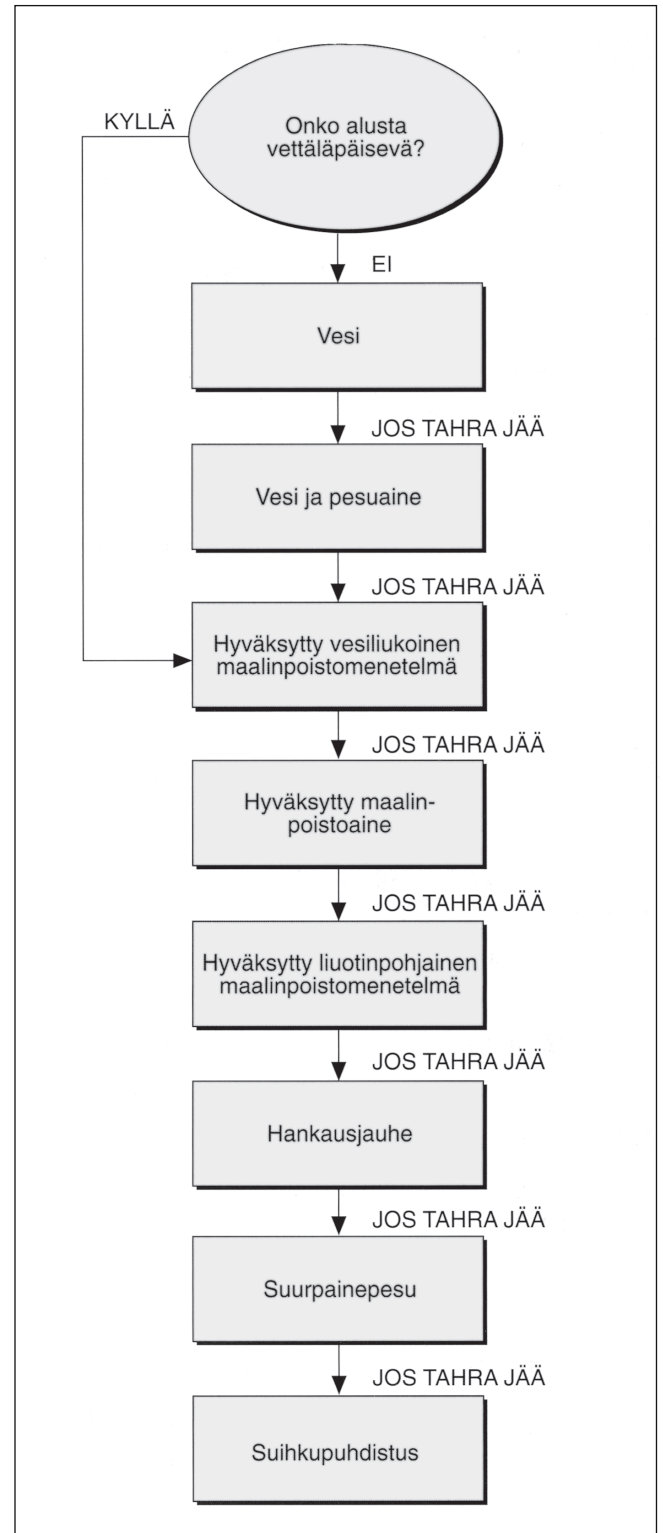 Onko alusta
vettäläpäisevä?
KYLLÄ
EI
Vesi
JOS TAHRA JÄÄ
Vesi ja pesuaine
JOS TAHRA JÄÄ
Hyväksytty vesiliukoinen
maalinpoistomenetelmä
JOS TAHRA JÄÄ
Hyväksytty maalin-
poistoaine
JOS TAHRA JÄÄ
Hyväksytty liuotinpohjainen
maalinpoistomenetelmä
JOS TAHRA JÄÄ
Hankausjauhe
JOS TAHRA JÄÄ
Suurpainepesu
JOS TAHRA JÄÄ
Suihkupuhdistus